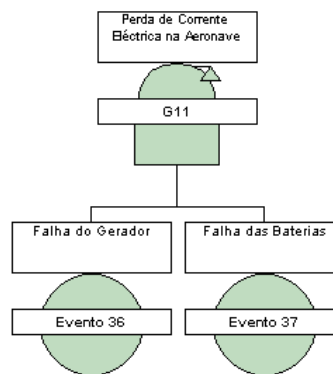 Perda de Corrente
Eléctrica na Aeronave
G11
Falha do Gerador
Falha das Baterias
Evento 36
Evento 37